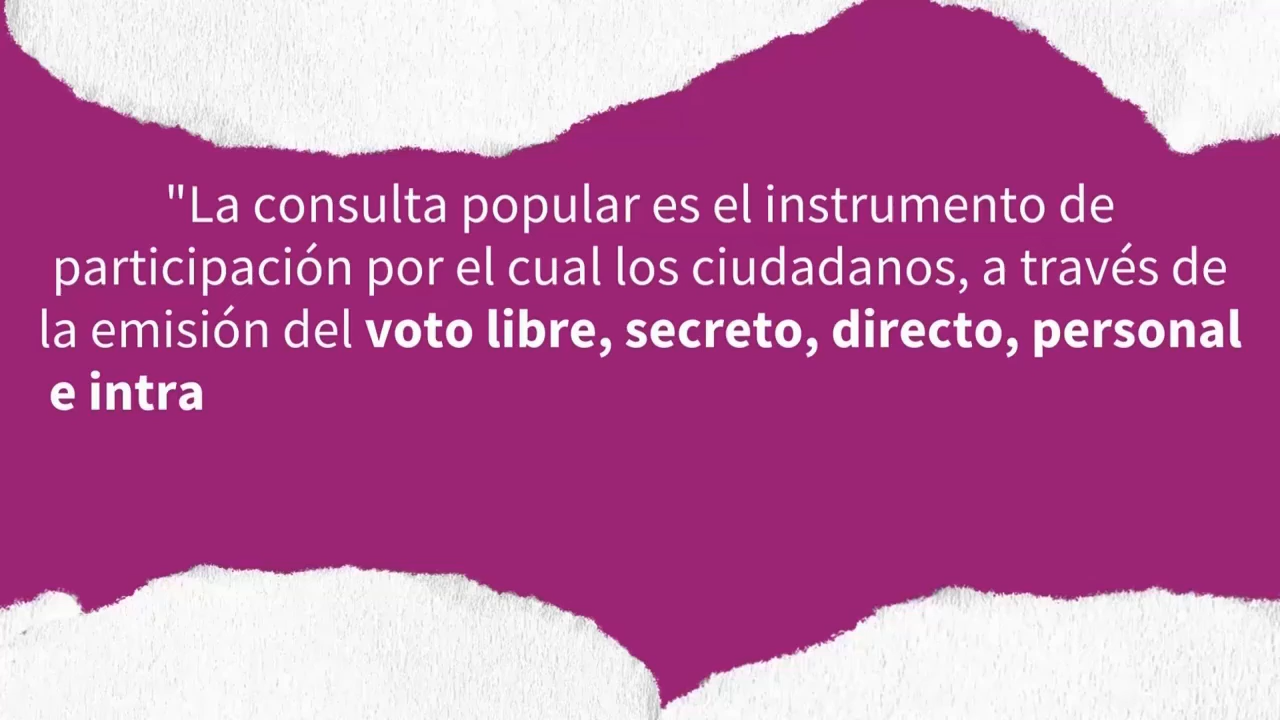 "La consulta popular es el instrumento de
participación por el cual los ciudadanos, a través de
la emisión del voto libre, secreto, directo, personal
e intra